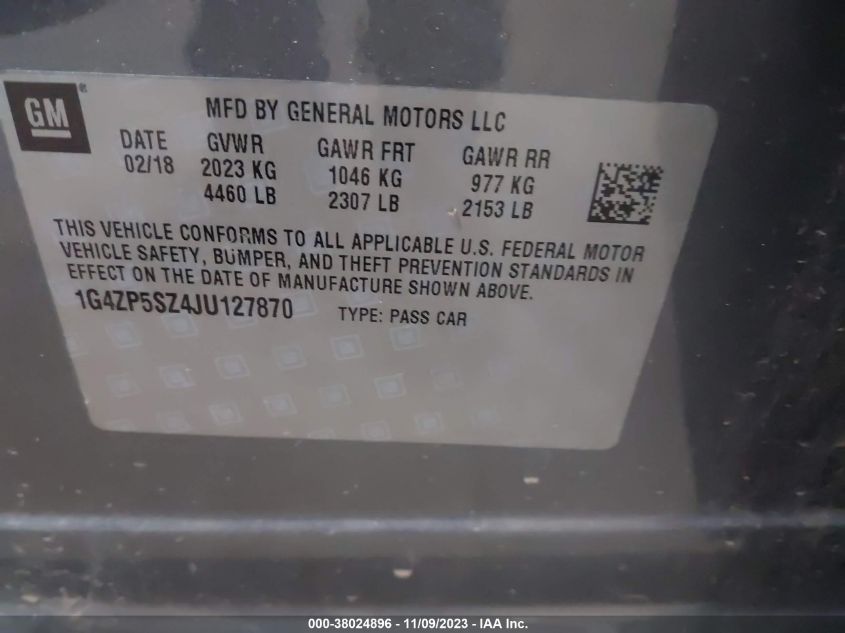 GM ®
MFD BY GENERAL MOTORS LLC
DATE GVWR GAWR FRT GAWR RR
02/18 2023 KG 1046 KG 977 KG
4460 LB 2307 LB 2153 LB
THIS VEHICLE CONFORMS TO ALL APPLICABLE U.S. FEDERAL MOTOR
VEHICLE SAFETY, BUMPER, AND THEFT PREVENTION STANDARDS IN
EFFECT ON THE DATE OF MANUFACTURE SHOWN ABOVE.
1G4ZP5SZ4JU127870 TYPE: PASS CAR
000-38024896 - 11/09/2023 - IAA Inc.